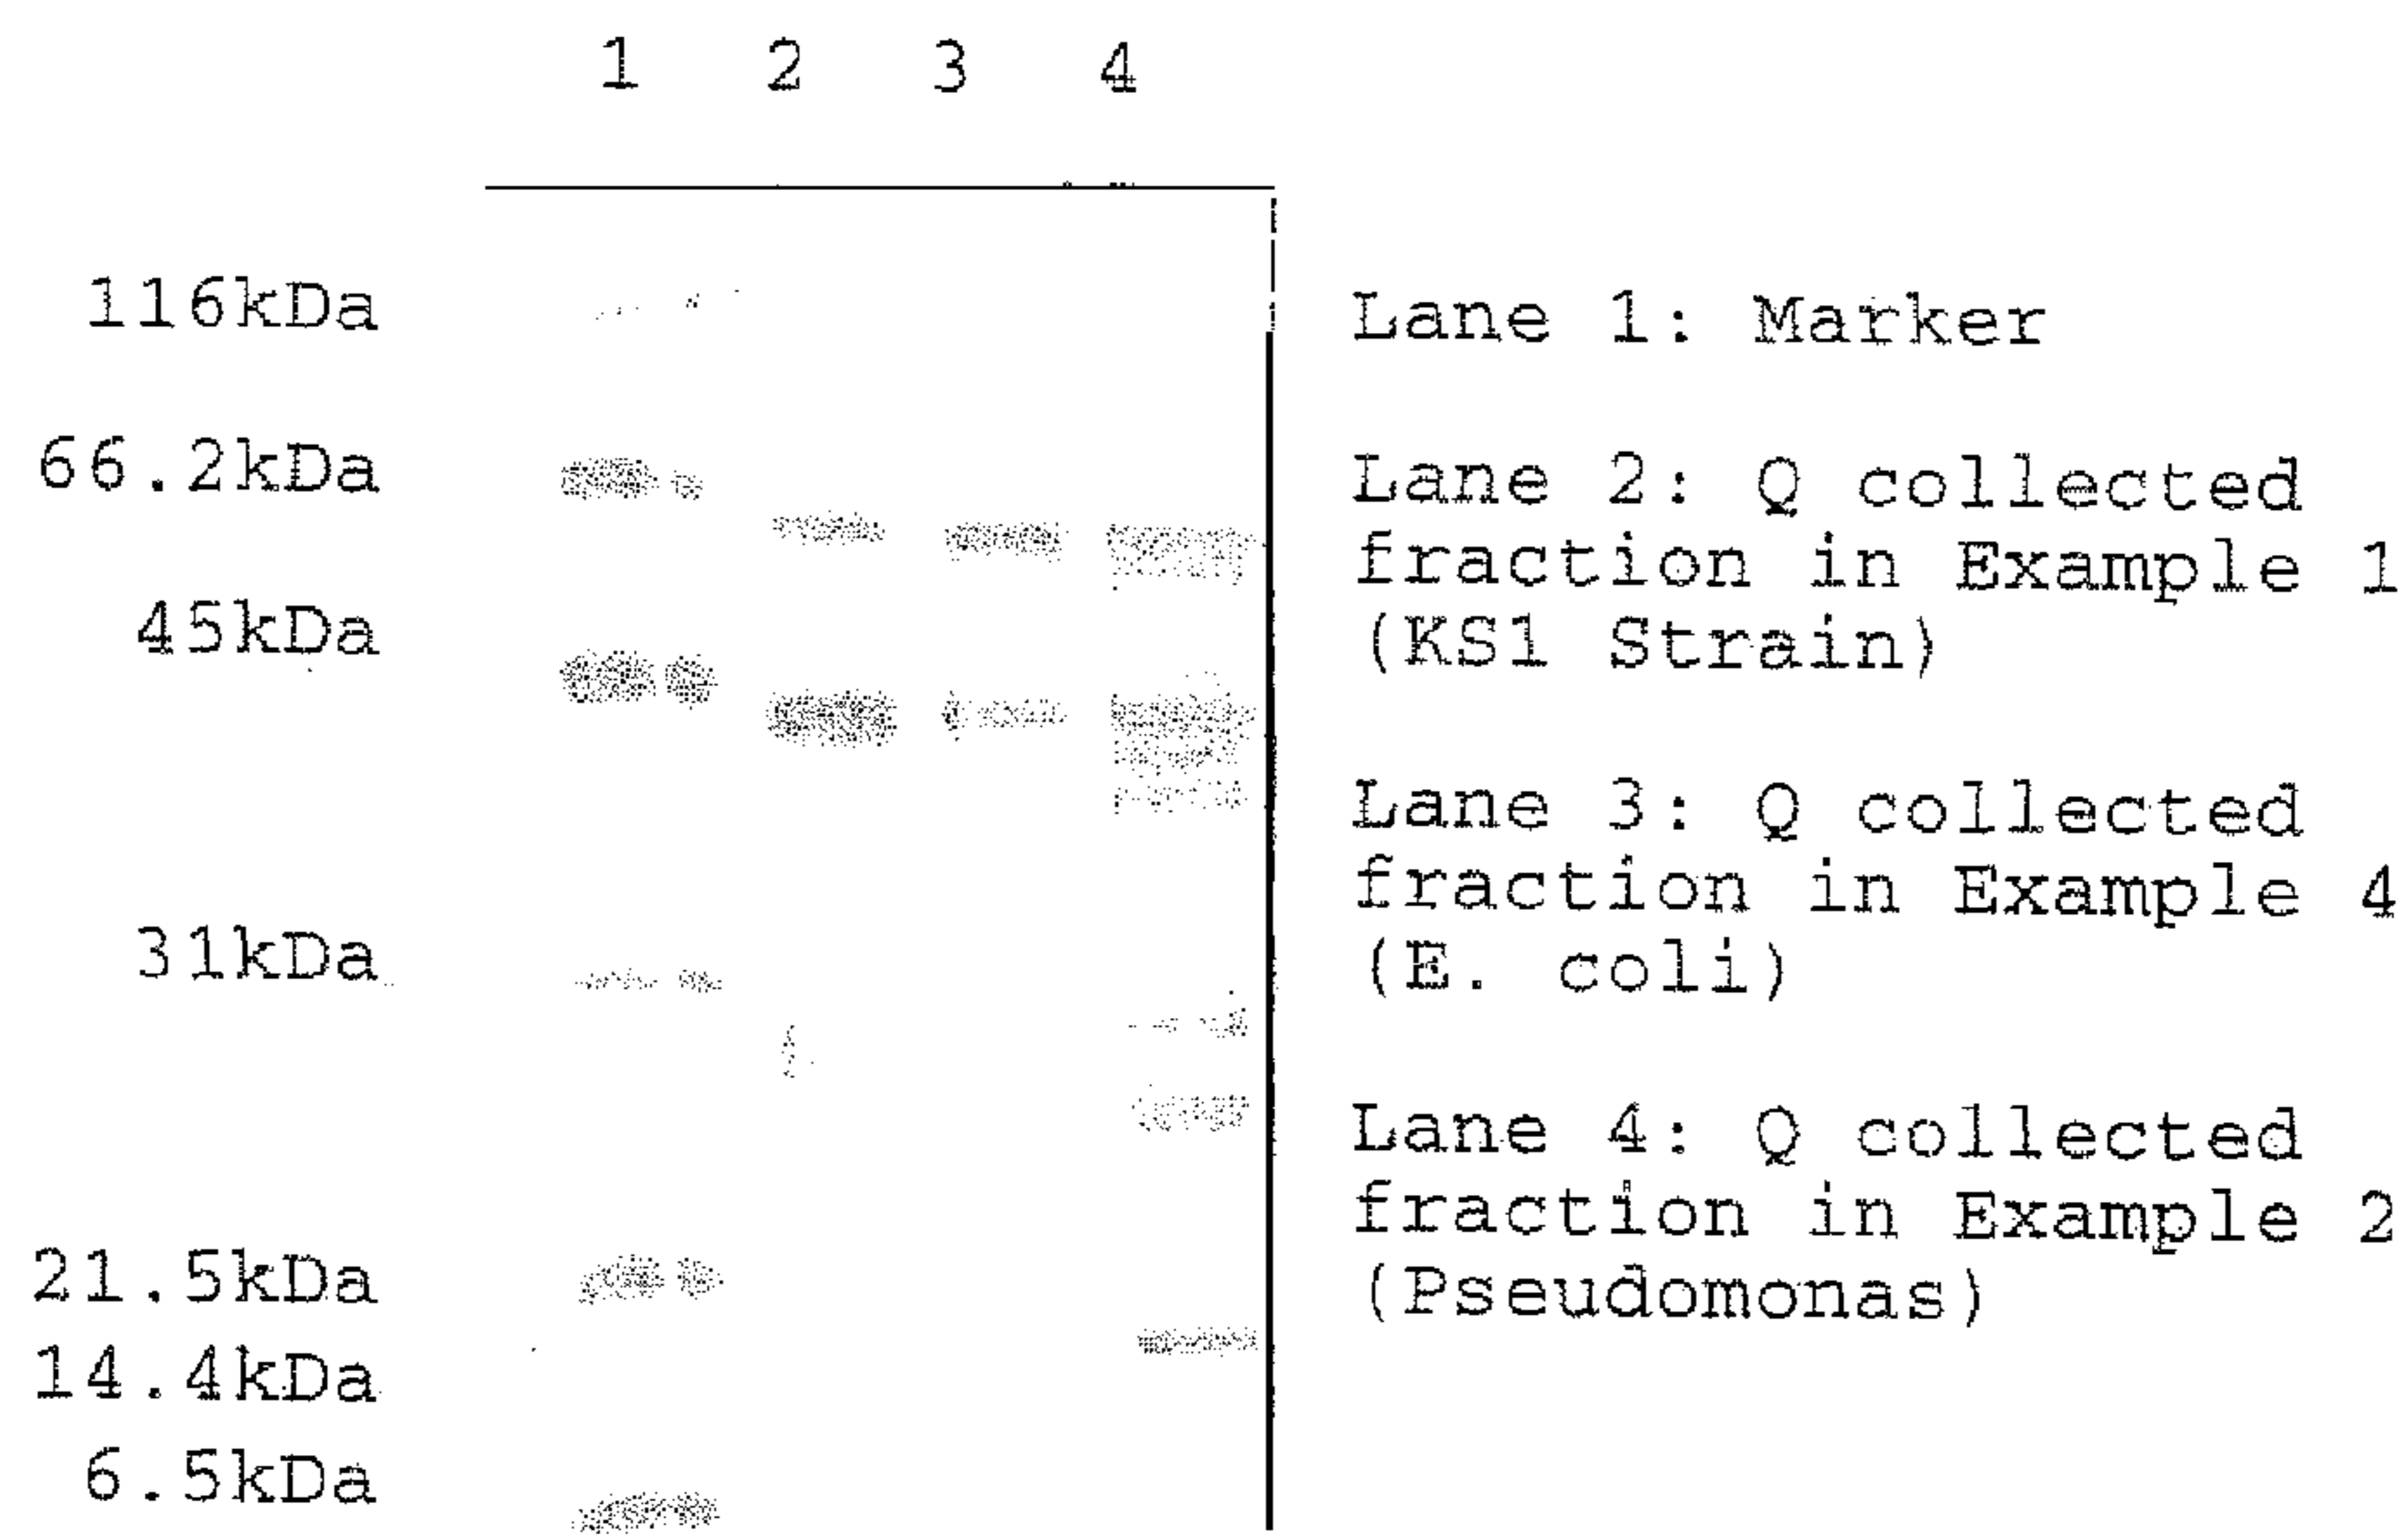 1 2 3 4
116kDa
66.2kDa
45kDa
31kDa
21.5kDa
14.4kDa
6.5kDa
Lane 1: Marker
Lane 2: Q collected
fraction in Example 1
(KS1 Strain)
Lane 3: Q collected
fraction in Example 4
(E. coli)
Lane 4: Q collected
fraction in Example 2
(Pseudomonas)